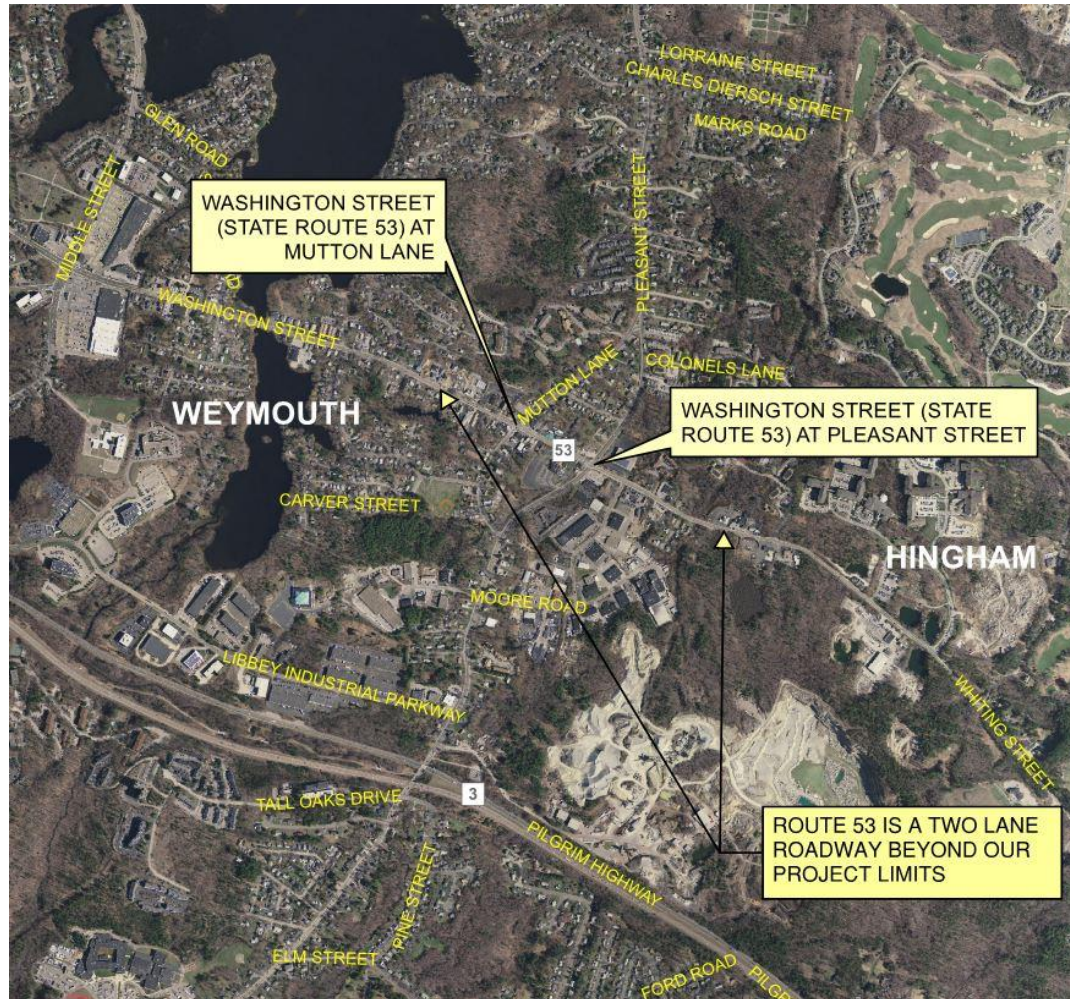 LORRAINE STREET
CHARLES DIERSCH STREET
MARKS ROAD
GLEN ROAD
MIDDLE STREET
WASHINGTON STREET
(STATE ROUTE 53) AT
MUTTON LANE
PLEASANT STREET
WASHINGTON STREET
MUTTON LANE
COLONELS LANE
WEYMOUTH
WASHINGTON STREET (STATE
ROUTE 53) AT PLEASANT STREET
53
CARVER STREET
HINGHAM
MOORE ROAD
LIBBEY INDUSTRIAL PARKWAY
WHITING STREET
TALL OAKS DRIVE
3
PILGRIM HIGHWAY
ROUTE 53 IS A TWO LANE
ROADWAY BEYOND OUR
PROJECT LIMITS
PINE STREET
ELM STREET
FORD ROAD